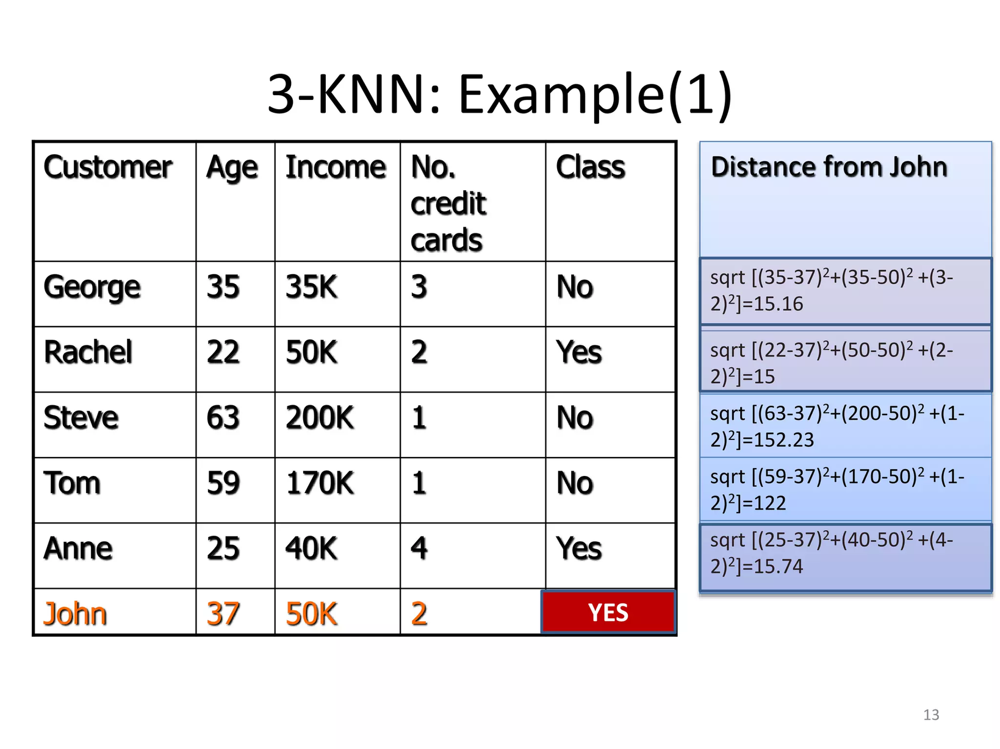 3-KNN: Example(1)
Customer Age Income No. credit cards Class Distance from John
George 35 35K 3 No sqrt [(35-37)²+(35-50)² +(3-
2)²]=15.16
Rachel 22 50K 2 Yes sqrt [(22-37)²+(50-50)² +(2-
2)²]=15
Steve 63 200K 1 No sqrt [(63-37)²+(200-50)² +(1-
2)²]=152.23
Tom 59 170K 1 No sqrt [(59-37)²+(170-50)² +(1-
2)²]=122
Anne 25 40K 4 Yes sqrt [(25-37)²+(40-50)² +(4-
2)²]=15.74
John 37 50K 2 YES
13